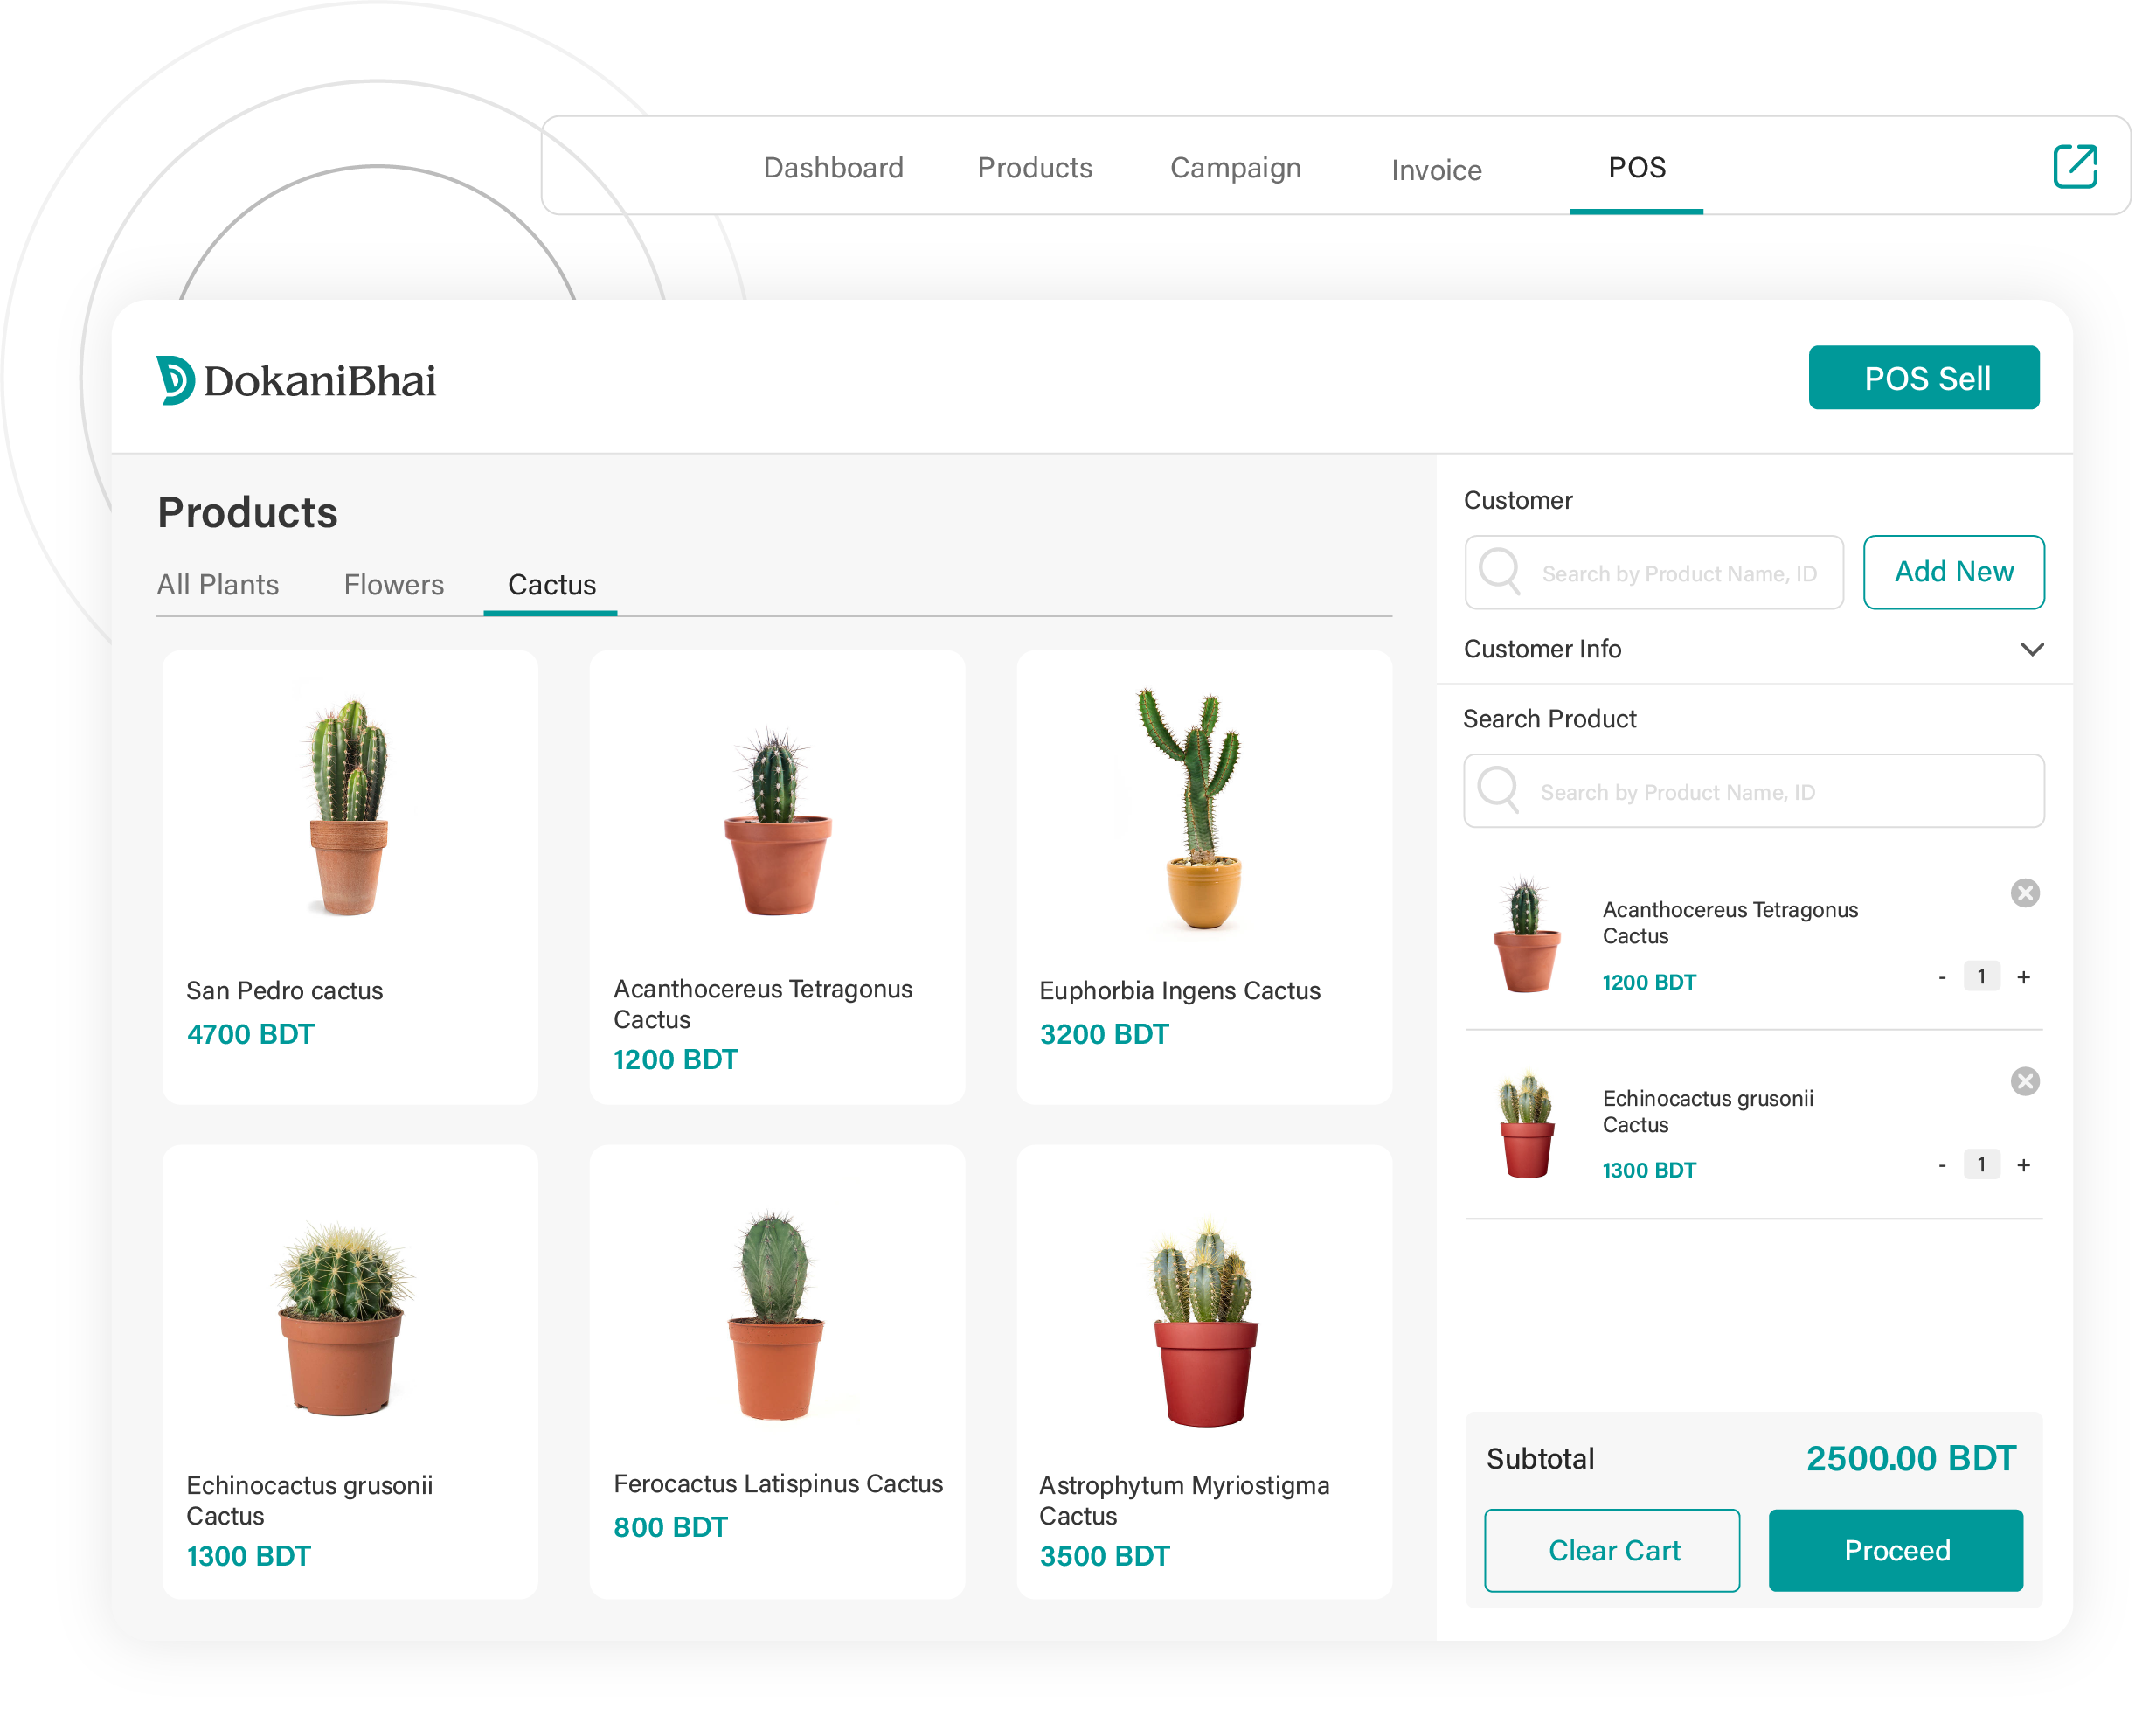 Dashboard
Products
Campaign
Invoice
POS
DokaniBhai
POS Sell
Products
All Plants
Flowers
Cactus
San Pedro cactus
4700 BDT
Acanthocereus Tetragonus
Cactus
1200 BDT
Euphorbia Ingens Cactus
3200 BDT
Echinocactus grusonii
Cactus
1300 BDT
Ferocactus Latispinus Cactus
800 BDT
Astrophytum Myriostigma
Cactus
3500 BDT
Customer
Search by Product Name, ID
Add New
Customer Info
Search Product
Search by Product Name, ID
Acanthocereus Tetragonus
Cactus
1200 BDT
- 1 +
Echinocactus grusonii
Cactus
1300 BDT
- 1 +
Subtotal
2500.00 BDT
Clear Cart
Proceed